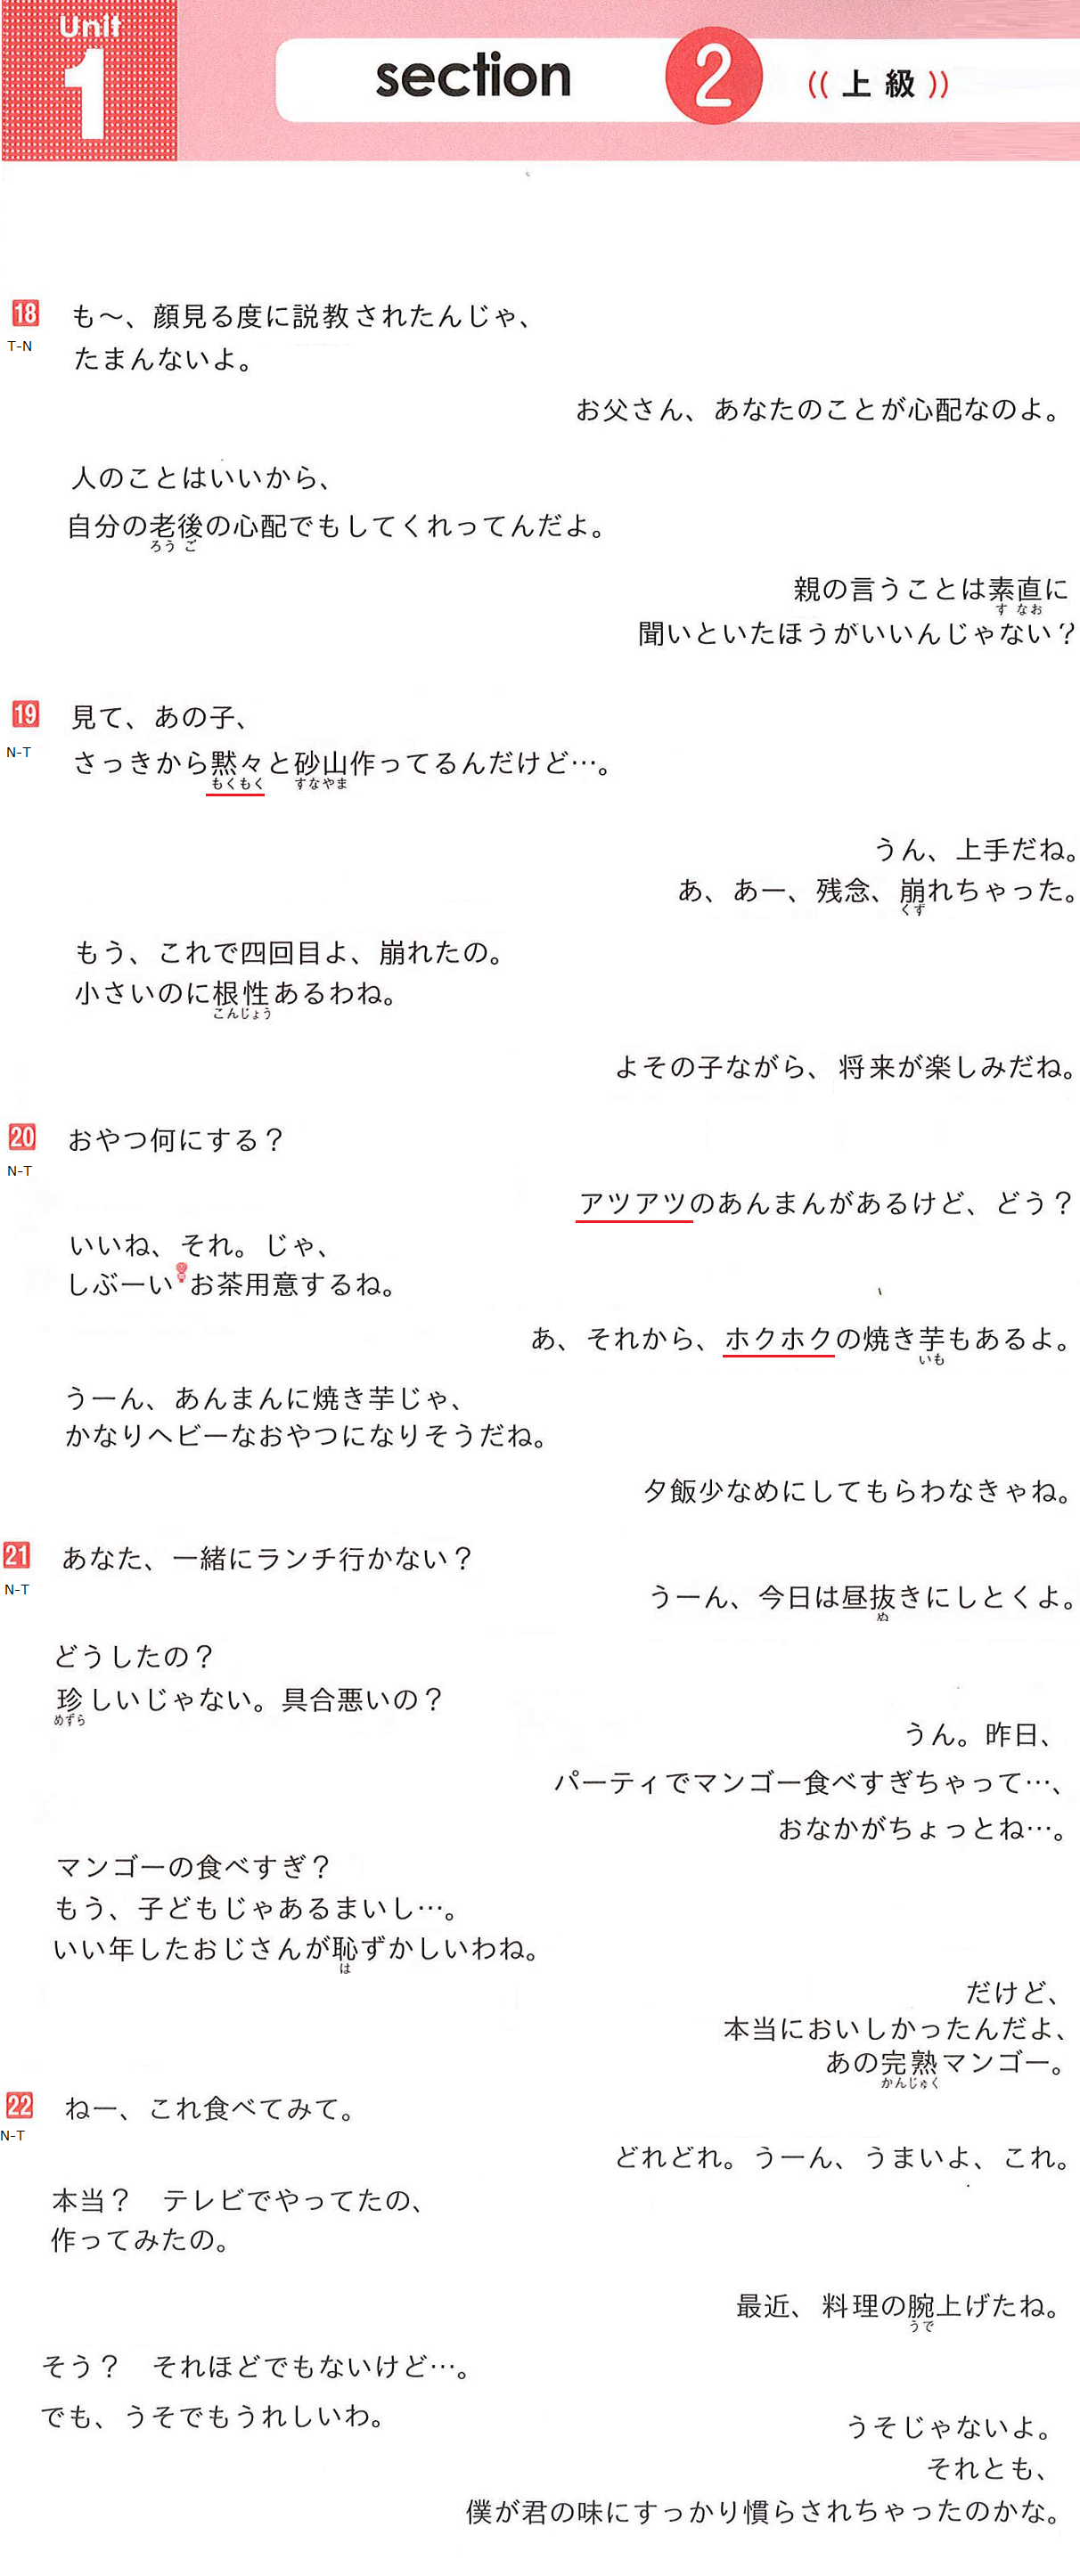 Unit
1
section 2 ((上級))
18 も〜、顔見る度に説教されたんじゃ、
T-N
たまんないよ。
お父さん、あなたのことが心配なのよ。
人のことはいいから、
自分の老後の心配でもしてくれってんだよ。
ろう ご
親の言うことは素直に
す なお
聞いといたほうがいいんじゃない？
19 見て、あの子、
N-T
さっきから黙々と砂山作ってるんだけど…。
もくもく すなやま
うん、上手だね。
あ、あー、残念、崩れちゃった。
くず
もう、これで四回目よ、崩れたの。
小さいのに根性あるわね。
こんじょう
よその子ながら、将来が楽しみだね。
20 おやつ何にする？
N-T
アツアツのあんまんがあるけど、どう？
いいね、それ。じゃ、
しぶーいお茶用意するね。
あ、それから、ホクホクの焼き芋もあるよ。
いも
うーん、あんまんに焼き芋じゃ、
かなりヘビーなおやつになりそうだね。
夕飯少なめにしてもらわなきゃね。
21 あなた、一緒にランチ行かない？
N-T
うーん、今日は昼抜きにしとくよ。
ぬ
どうしたの？
珍しいじゃない。具合悪いの？
めずら
うん。昨日、
パーティでマンゴー食べすぎちゃって…、
おなかがちょっとね…。
マンゴーの食べすぎ？
もう、子どもじゃあるまいし…。
いい年したおじさんが恥ずかしいわね。
は
だけど、
本当においしかったんだよ、
あの完熟マンゴー。
かんじゅく
22 ねー、これ食べてみて。
N-T
どれどれ。うーん、うまいよ、これ。
本当？　テレビでやってたの、
作ってみたの。
最近、料理の腕上げたね。
うで
そう？　それほどでもないけど…。
でも、うそでもうれしいわ。
うそじゃないよ。
それとも、
僕が君の味にすっかり慣らされちゃったのかな。